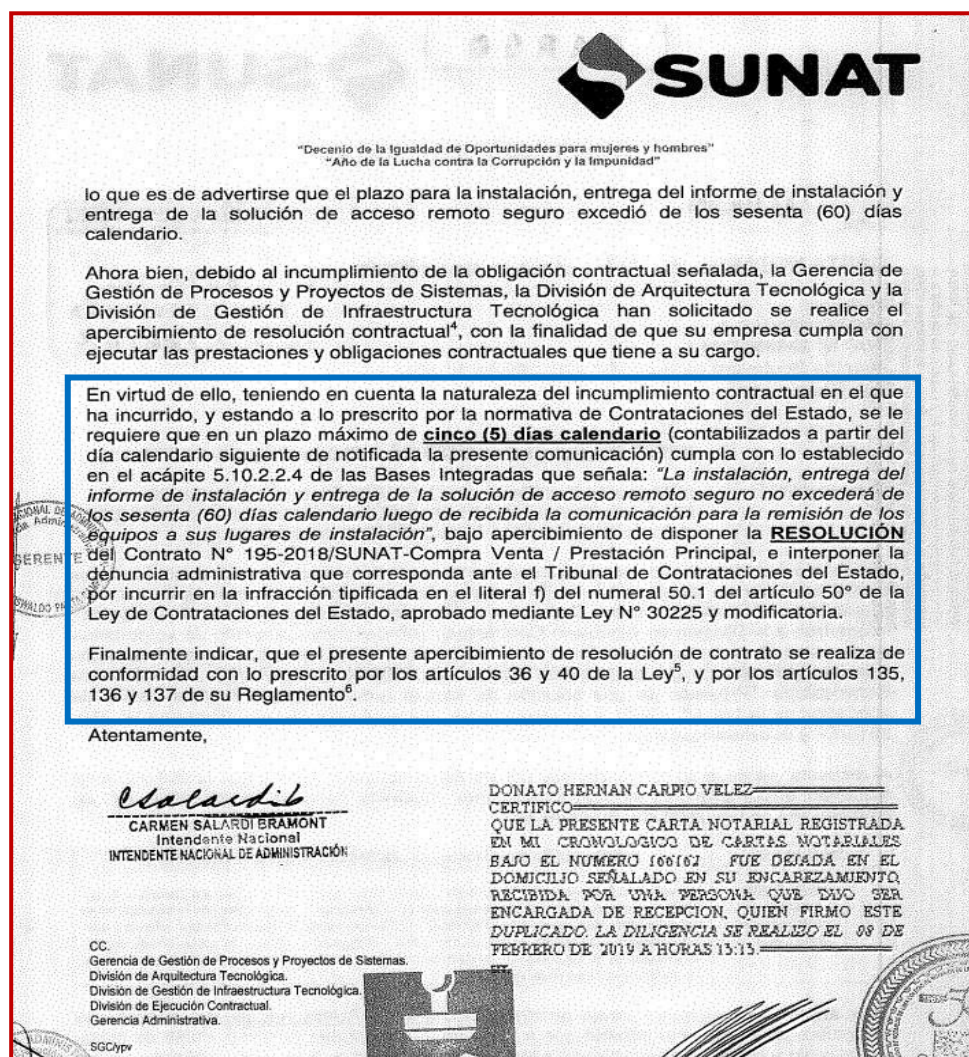 SUNAT
"Decenio de la Igualdad de Oportunidades para mujeres y hombres"
"Año de la Lucha contra la Corrupción y la Impunidad"
lo que es de advertirse que el plazo para la instalación, entrega del informe de instalación y
entrega de la solución de acceso remoto seguro excedió de los sesenta (60) días
calendario.
Ahora bien, debido al incumplimiento de la obligación contractual señalada, la Gerencia de
Gestión de Procesos y Proyectos de Sistemas, la División de Arquitectura Tecnológica y la
División de Gestión de Infraestructura Tecnológica han solicitado se realice el
apercibimiento de resolución contractual⁴, con la finalidad de que su empresa cumpla con
ejecutar las prestaciones y obligaciones contractuales que tiene a su cargo.
En virtud de ello, teniendo en cuenta la naturaleza del incumplimiento contractual en el que
ha incurrido, y estando a lo prescrito por la normativa de Contrataciones del Estado, se le
requiere que en un plazo máximo de cinco (5) días calendario (contabilizados a partir del
día calendario siguiente de notificada la presente comunicación) cumpla con lo establecido
en el acápite 5.10.2.2.4 de las Bases Integradas que señala: "La instalación, entrega del
informe de instalación y entrega de la solución de acceso remoto seguro no excederá de
los sesenta (60) días calendario luego de recibida la comunicación para la remisión de los
equipos a sus lugares de instalación", bajo apercibimiento de disponer la RESOLUCIÓN
del Contrato N° 195-2018/SUNAT-Compra Venta / Prestación Principal, e interponer la
denuncia administrativa que corresponda ante el Tribunal de Contrataciones del Estado,
por incurrir en la infracción tipificada en el literal f) del numeral 50.1 del artículo 50° de la
Ley de Contrataciones del Estado, aprobado mediante Ley N° 30225 y modificatoria.
GERENTE
Finalmente indicar, que el presente apercibimiento de resolución de contrato se realiza de
conformidad con lo prescrito por los artículos 36 y 40 de la Ley⁵, y por los artículos 135,
136 y 137 de su Reglamento⁶.
Atentamente,
CARMEN SALARDI BRAMONT
Intendente Nacional
INTENDENTE NACIONAL DE ADMINISTRACIÓN
DONATO HERNAN CARPIO VELEZ
CERTIFICO
QUE LA PRESENTE CARTA NOTARIAL REGISTRADA
EN MI CRONOLOGICO DE CARTAS NOTARIALES
BAJO EL NUMERO FUE DEJADA EN EL
DOMICILIO SEÑALADO EN SU ENCABEZAMIENTO,
RECIBIDA POR UNA PERSONA QUE DIJO SER
ENCARGADA DE RECEPCION, QUIEN FIRMO ESTE
DUPLICADO. LA DILIGENCIA SE REALIZO EL 08 DE
FEBRERO DE 2019 A HORAS 13:13.
CC.
Gerencia de Gestión de Procesos y Proyectos de Sistemas.
División de Arquitectura Tecnológica.
División de Gestión de Infraestructura Tecnológica.
División de Ejecución Contractual.
Gerencia Administrativa.
SGC/ypv